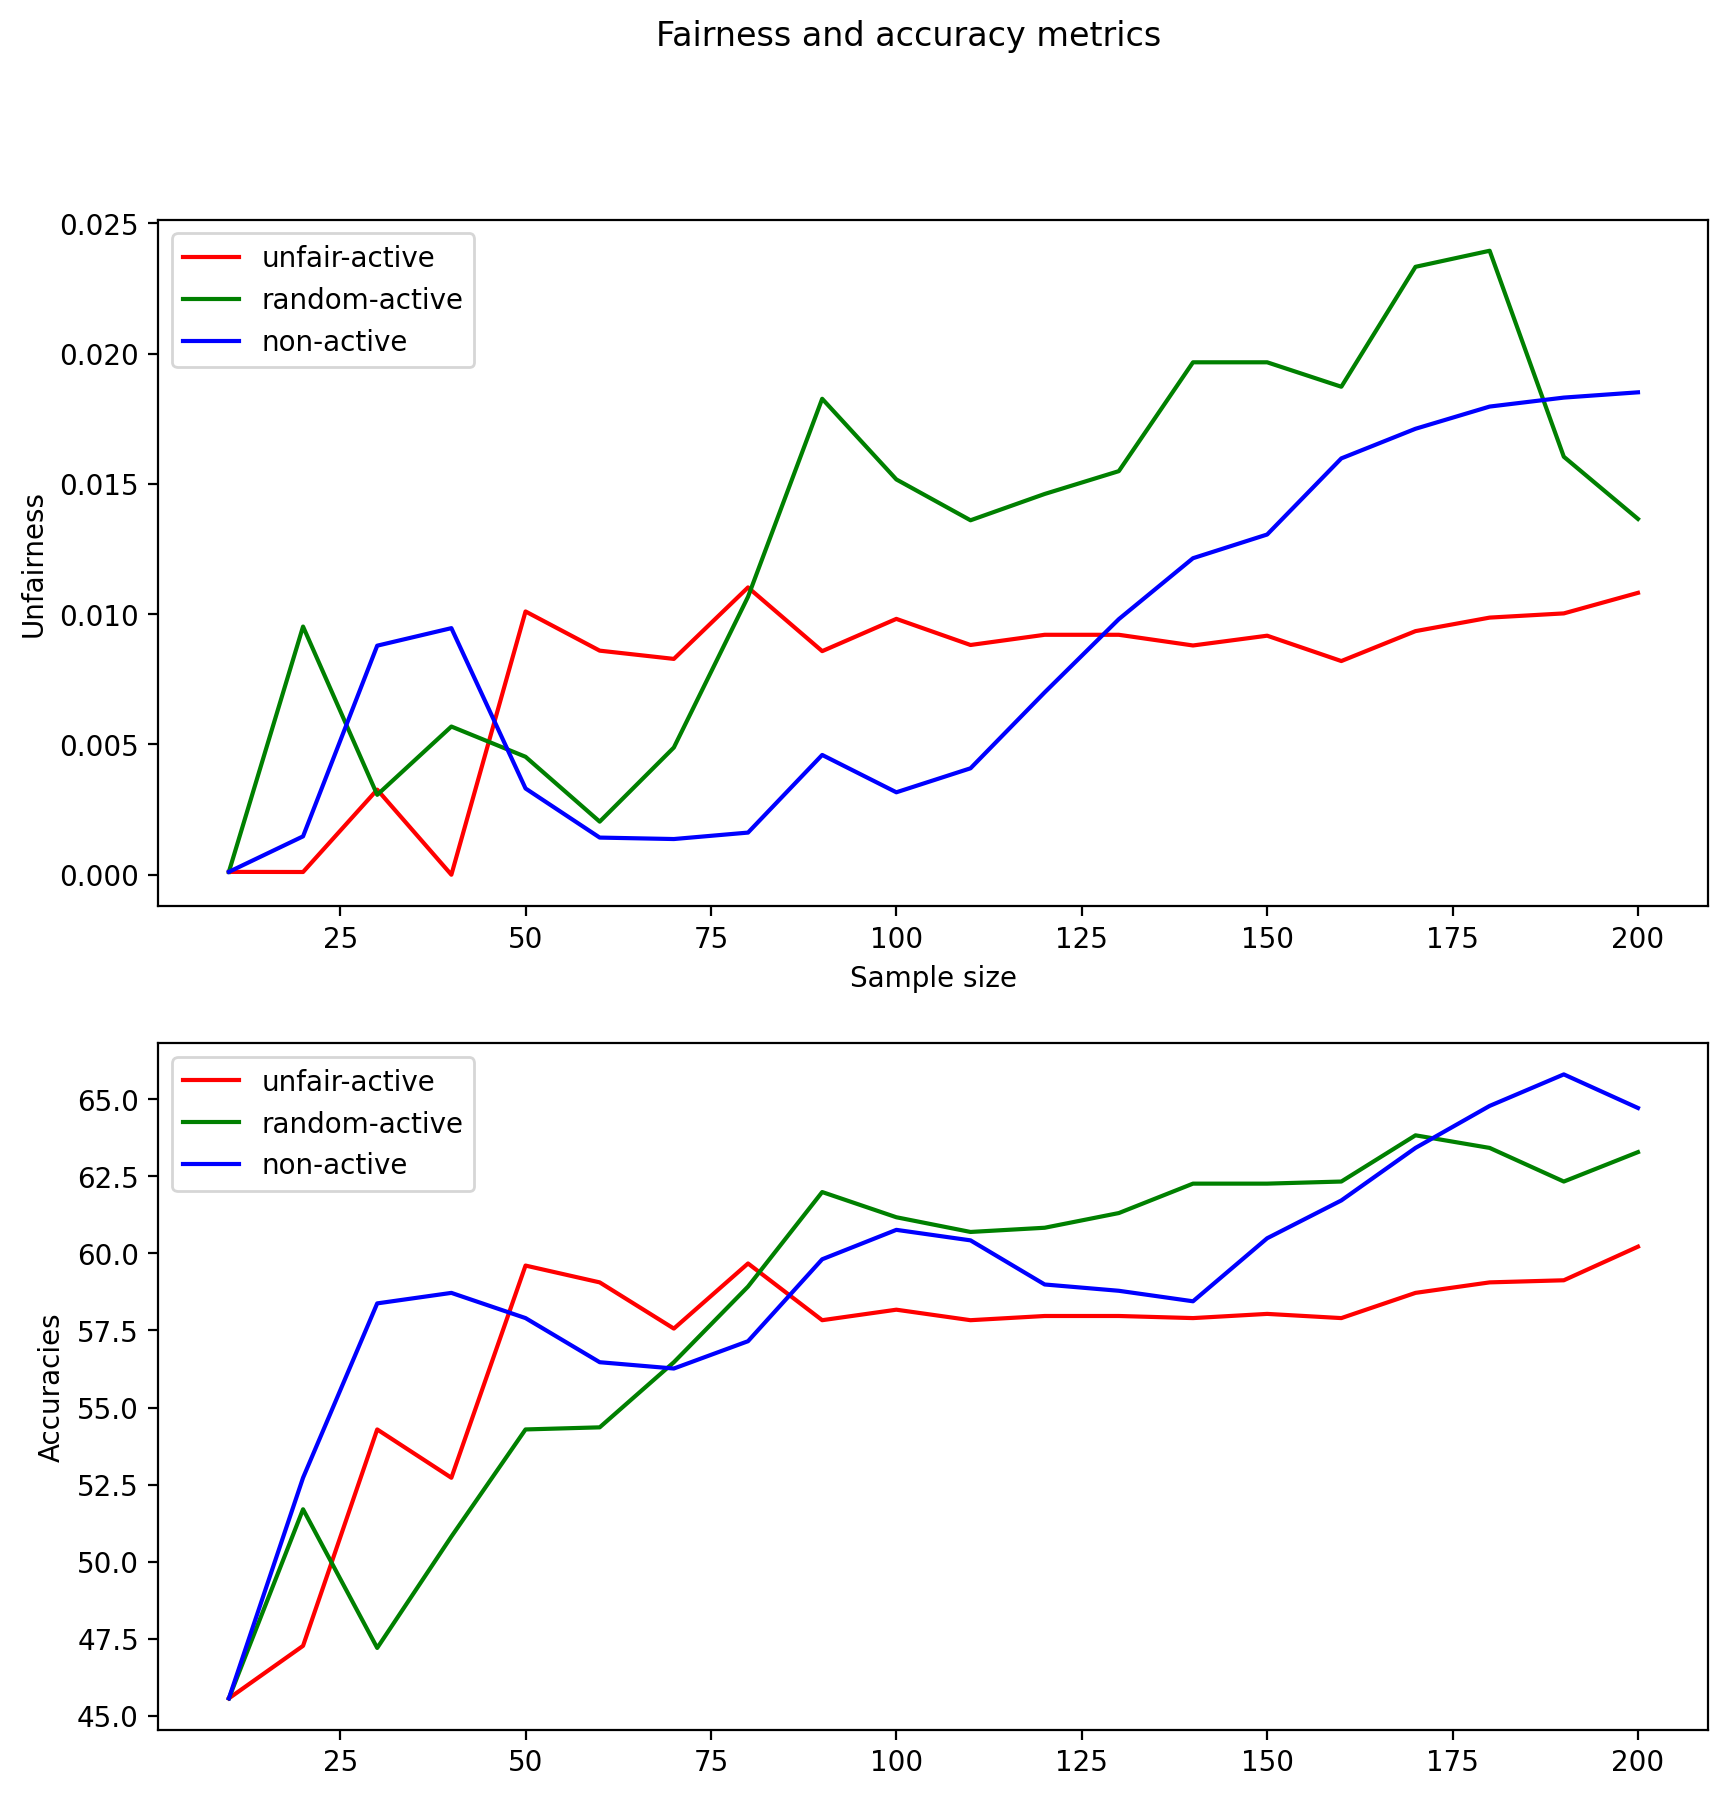 Fairness and accuracy metrics
0.025
0.020
0.015
0.010
0.005
0.000
Unfairness
unfair-active
random-active
non-active
25 50 75 100 125 150 175 200
Sample size
65.0
62.5
60.0
57.5
55.0
52.5
50.0
47.5
45.0
Accuracies
unfair-active
random-active
non-active
25 50 75 100 125 150 175 200